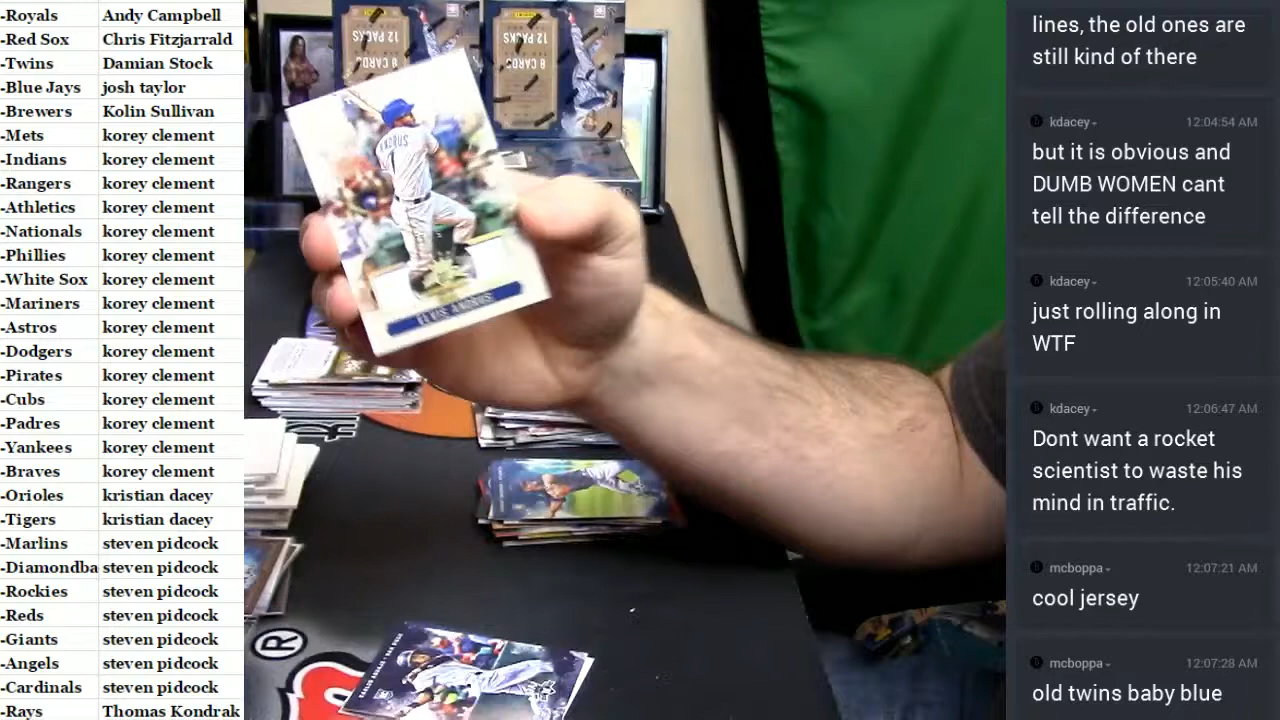 -Royals Andy Campbell
-Red Sox Chris Fitzjarrald
-Twins Damian Stock
-Blue Jays josh taylor
-Brewers Kolin Sullivan
-Mets korey clement
-Indians korey clement
-Rangers korey clement
-Athletics korey clement
-Nationals korey clement
-Phillies korey clement
-White Sox korey clement
-Mariners korey clement
-Astros korey clement
-Dodgers korey clement
-Pirates korey clement
-Cubs korey clement
-Padres korey clement
-Yankees korey clement
-Braves korey clement
-Orioles kristian dacey
-Tigers kristian dacey
-Marlins steven pidcock
-Diamondba steven pidcock
-Rockies steven pidcock
-Reds steven pidcock
-Giants steven pidcock
-Angels steven pidcock
-Cardinals steven pidcock
-Rays Thomas Kondrak
12 PACKS
8 CARDS
12 PACKS
8 CARDS
ANDRUS
1
ELVIS ANDRUS
®
lines, the old ones are
still kind of there
kdacey 12:04:54 AM
but it is obvious and
DUMB WOMEN cant
tell the difference
kdacey 12:05:40 AM
just rolling along in
WTF
kdacey 12:06:47 AM
Dont want a rocket
scientist to waste his
mind in traffic.
mcboppa 12:07:21 AM
cool jersey
mcboppa 12:07:28 AM
old twins baby blue